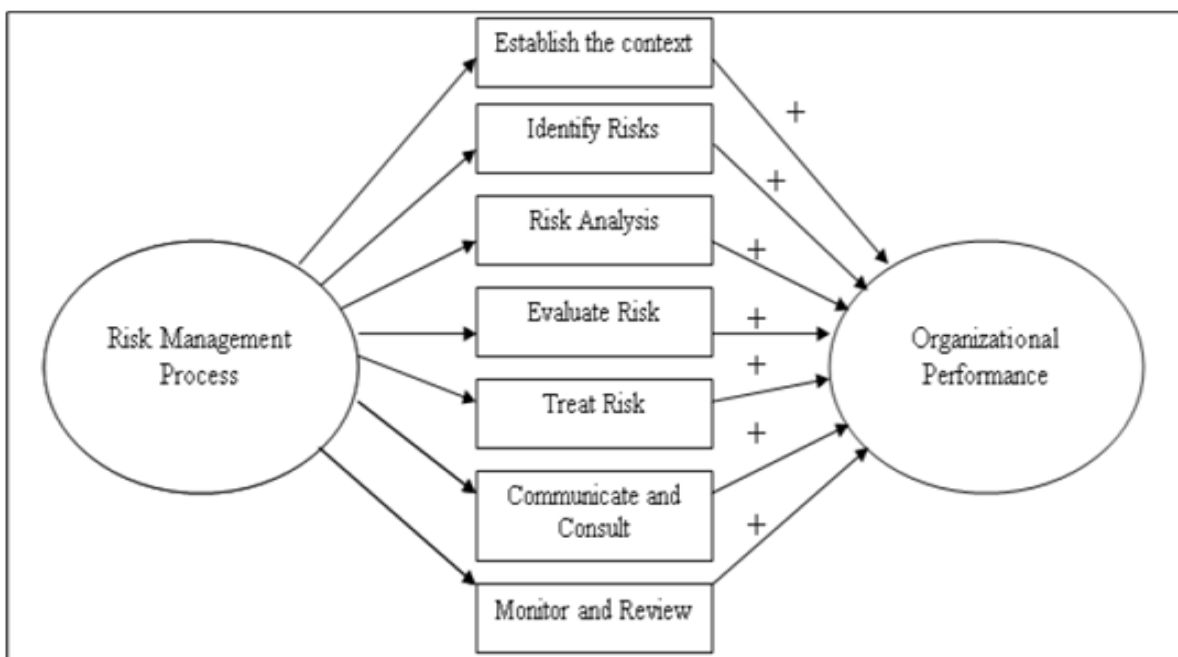 Establish the context
+
Identify Risks
+
Risk Analysis
+
Risk Management
Process
Evaluate Risk
+
Organizational
Performance
+
Treat Risk
+
Communicate and
Consult
+
Monitor and Review